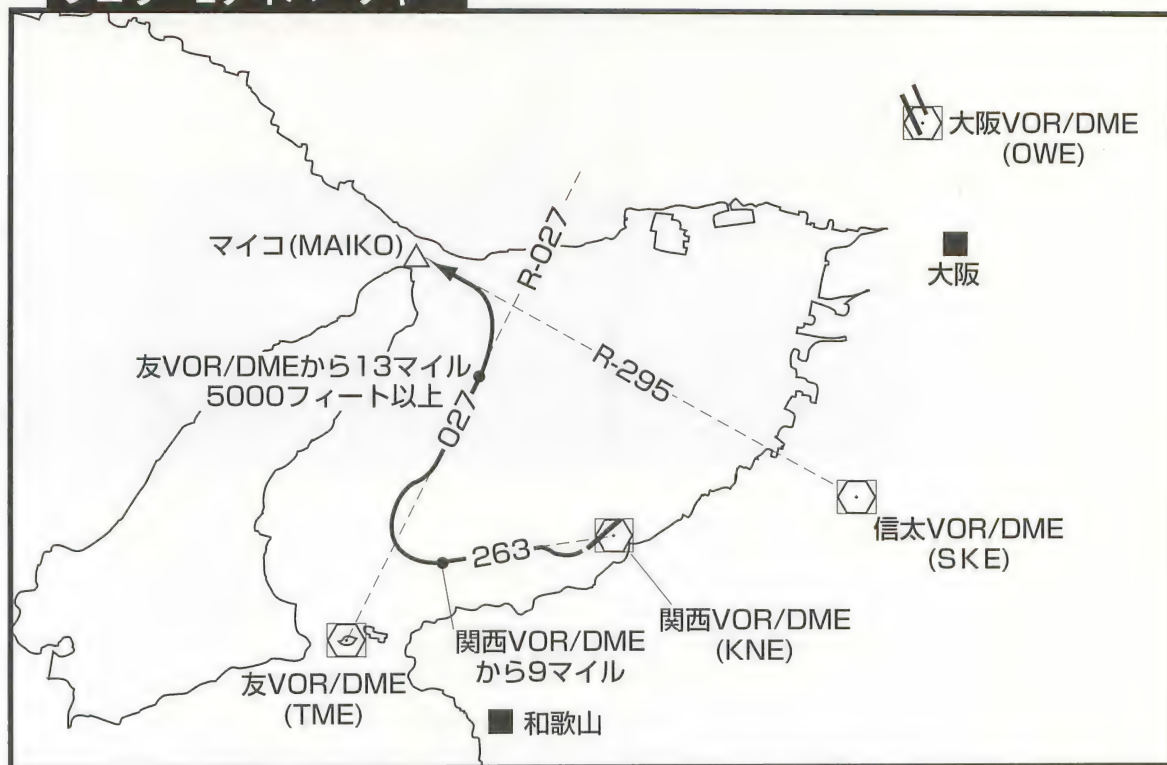 大阪VOR/DME
(OWE)
大阪
マイコ(MAIKO)
R-027
R-295
友VOR/DMEから13マイル
5000フィート以上
027
263
信太VOR/DME
(SKE)
関西VOR/DME
(KNE)
関西VOR/DME
から9マイル
友VOR/DME
(TME)
和歌山